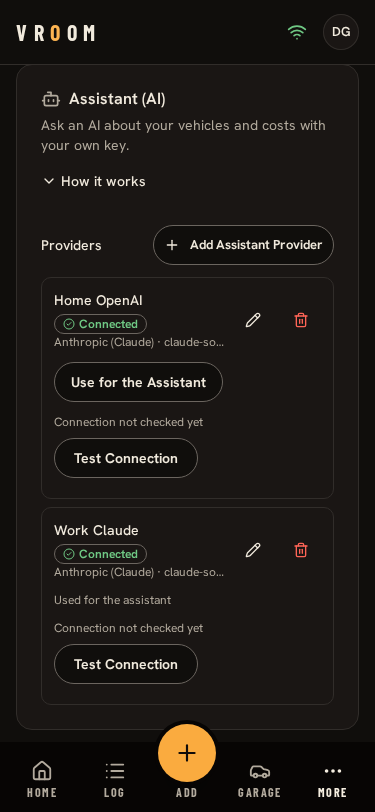 VROOM
DG
Assistant (AI)
Ask an AI about your vehicles and costs with
your own key.
How it works
Providers
Add Assistant Provider
Home OpenAI
Connected
Anthropic (Claude) · claude-so...
Use for the Assistant
Connection not checked yet
Test Connection
Work Claude
Connected
Anthropic (Claude) · claude-so...
Used for the assistant
Connection not checked yet
Test Connection
HOME
LOG
ADD
GARAGE
MORE